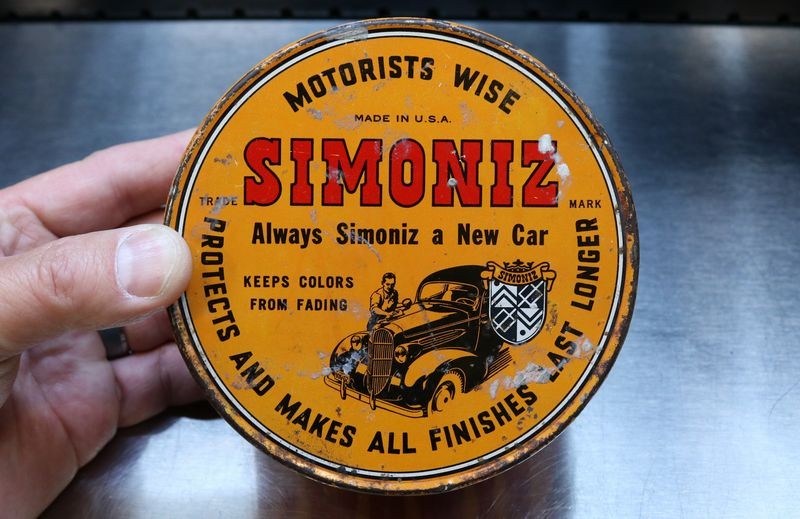 MOTORISTS WISE
MADE IN U.S.A.
SIMONIZ
TRADE MARK
Always Simoniz a New Car
KEEPS COLORS
FROM FADING
SIMONIZ
PROTECTS AND MAKES ALL FINISHES LAST LONGER